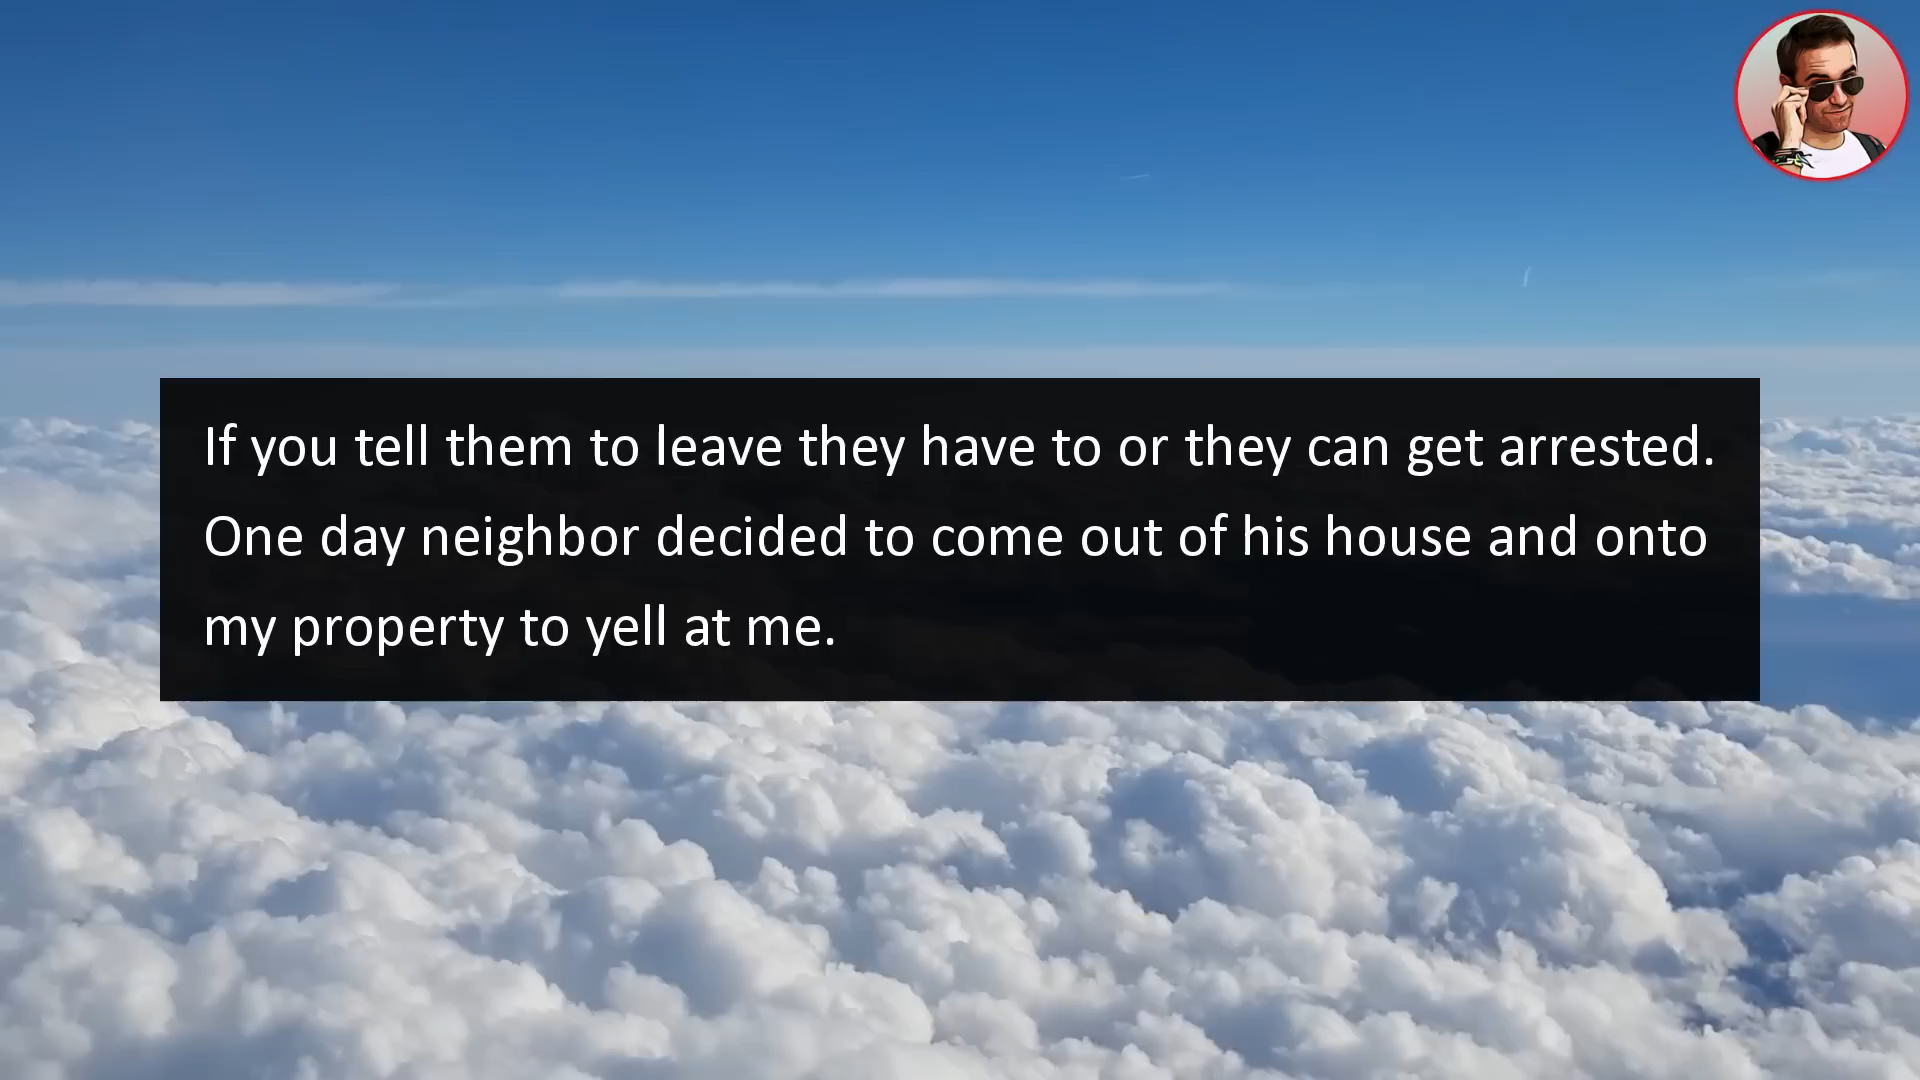 If you tell them to leave they have to or they can get arrested.
One day neighbor decided to come out of his house and onto
my property to yell at me.